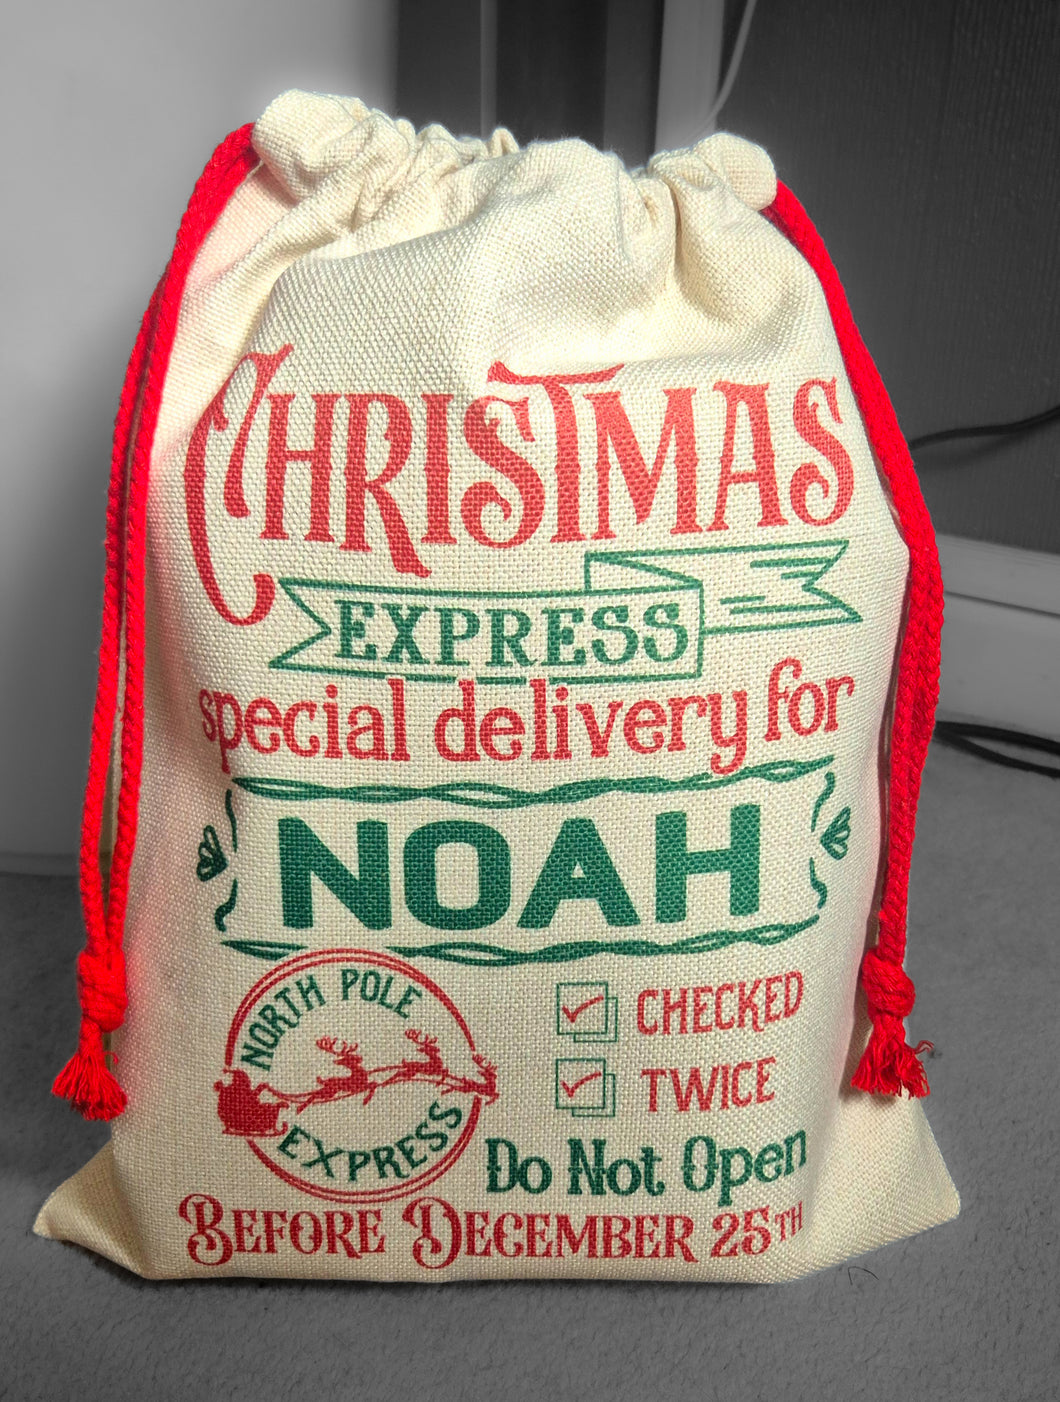 CHRISTMAS
EXPRESS
special delivery for
NOAH
NORTH POLE
EXPRESS
CHECKED
TWICE
Do Not Open
BEFORE DECEMBER 25TH